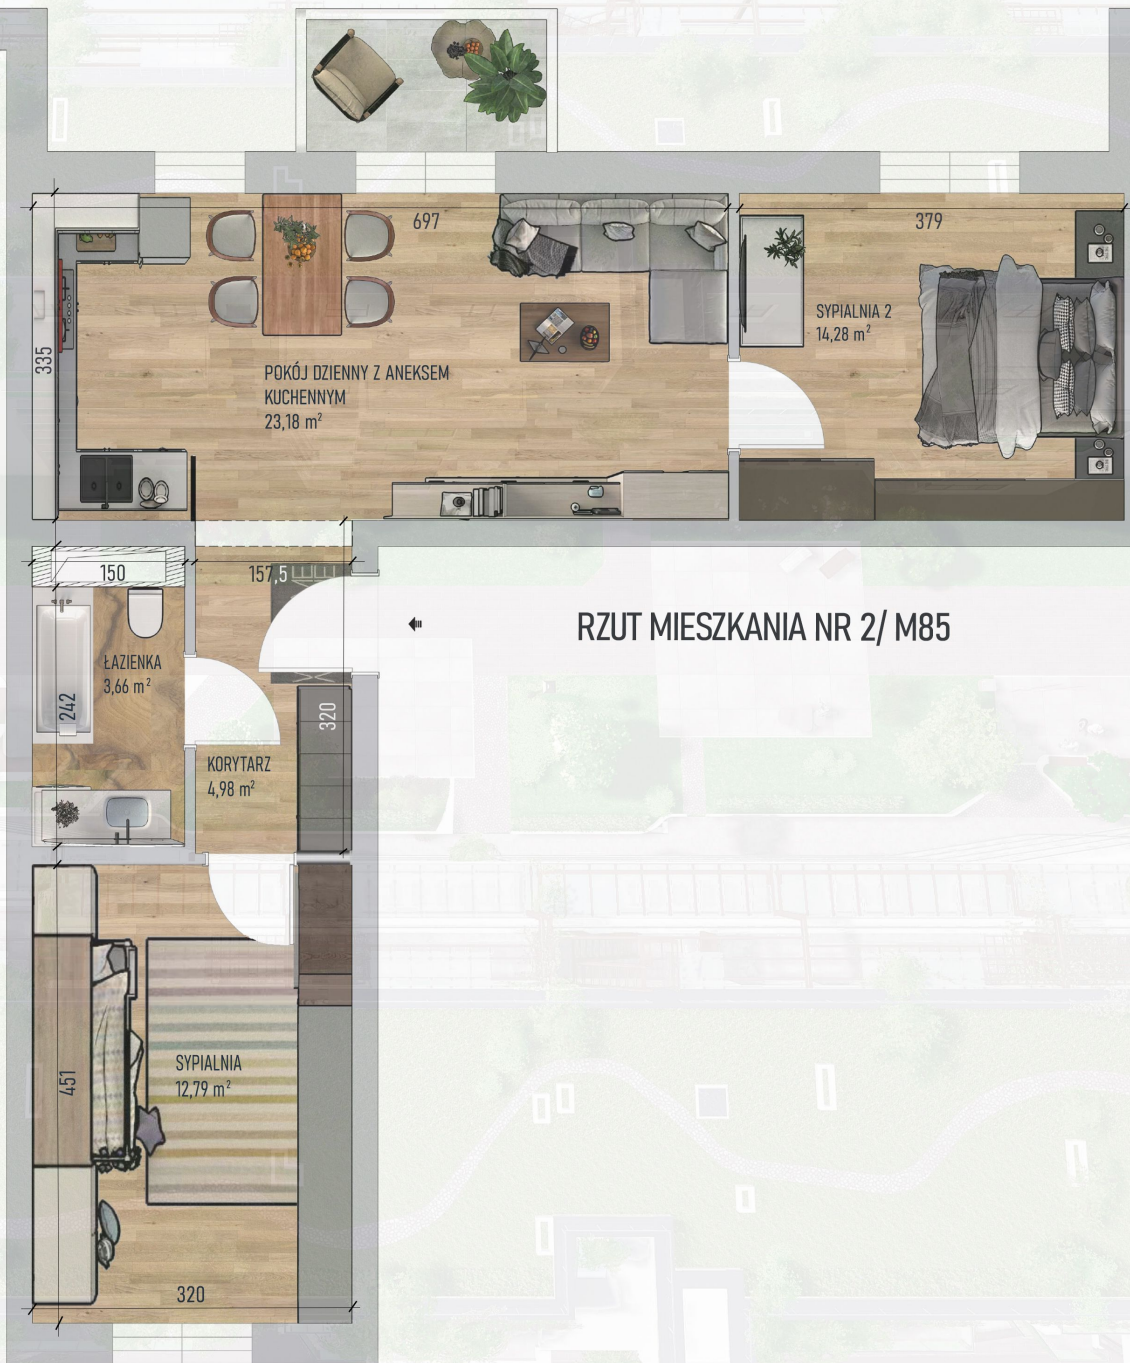 697
379
335
SYPIALNIA 2
14,28 m²
POKÓJ DZIENNY Z ANEKSEM
KUCHENNYM
23,18 m²
150
157,5
RZUT MIESZKANIA NR 2/ M85
ŁAZIENKA
3,66 m²
242
320
KORYTARZ
4,98 m²
SYPIALNIA
12,79 m²
451
320